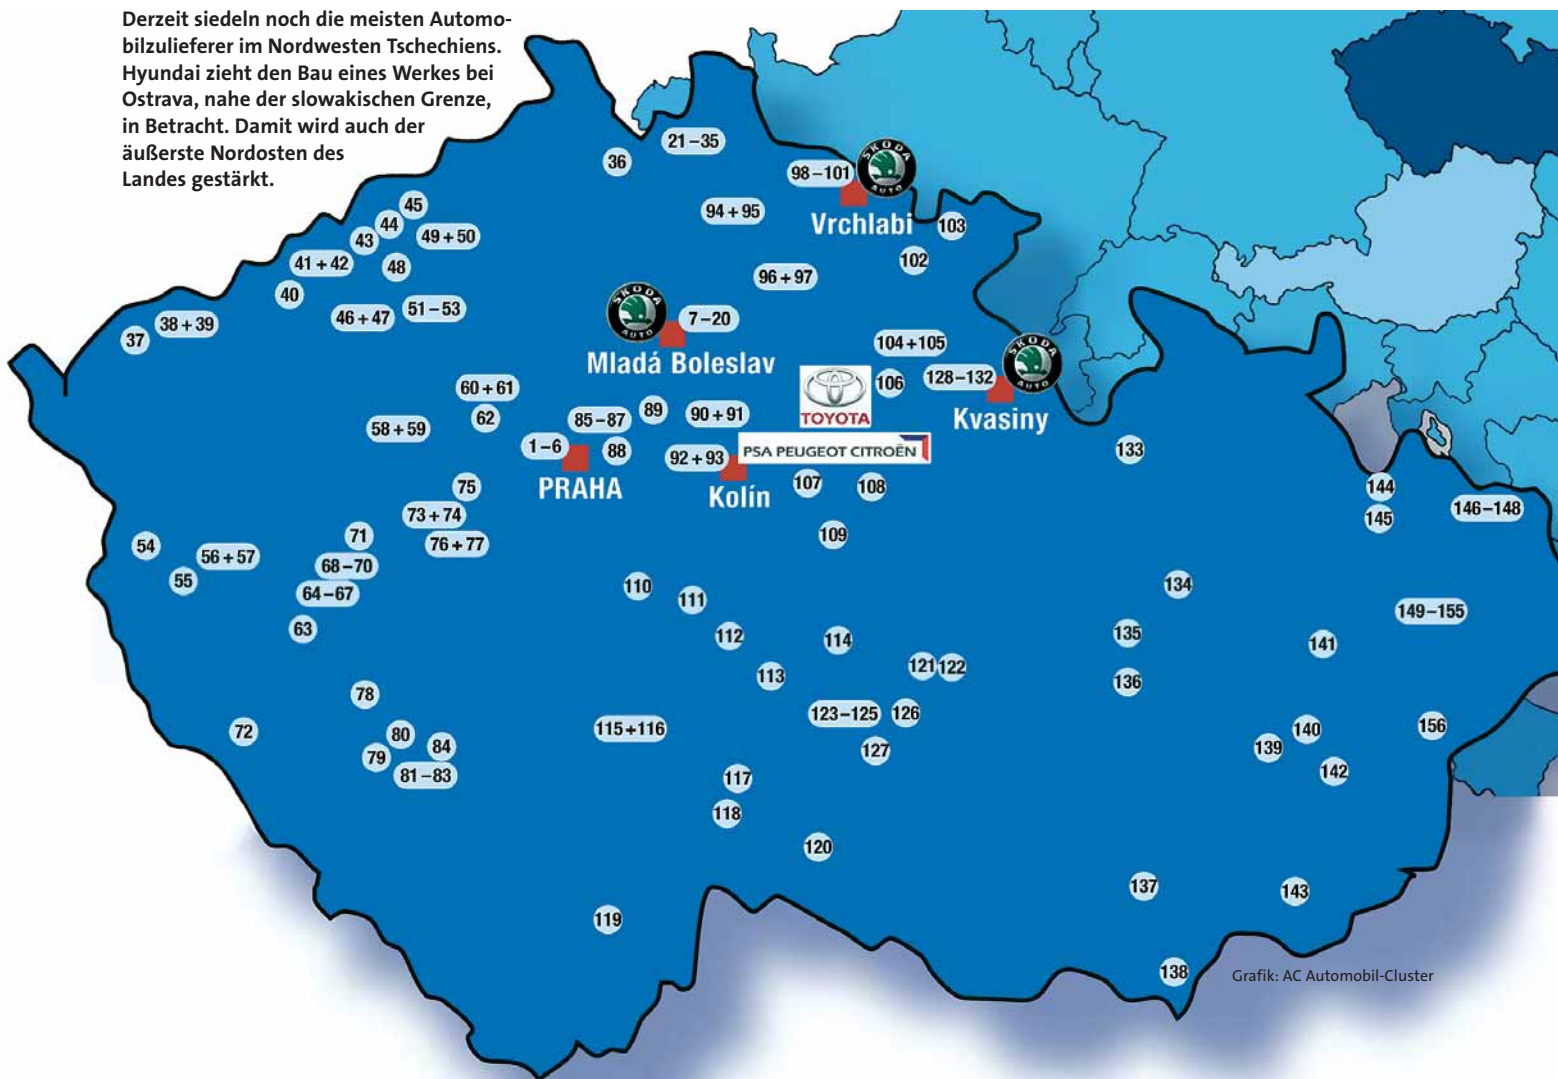 Derzeit siedeln noch die meisten Automo-
bilzulieferer im Nordwesten Tschechiens.
Hyundai zieht den Bau eines Werkes bei
Ostrava, nahe der slowakischen Grenze,
in Betracht. Damit wird auch der
äußerste Nordosten des
Landes gestärkt.
21–35
36
98–101
SKODA
AUTO
Vrchlabi
94 + 95
103
102
45
44
43
49 + 50
41 + 42
48
40
96 + 97
46 + 47
51–53
38 + 39
37
SKODA
AUTO
7–20
Mladá Boleslav
104 + 105
106
128–132
SKODA
AUTO
Kvasiny
TOYOTA
PSA PEUGEOT CITROËN
60 + 61
62
58 + 59
85–87
89
90 + 91
1–6
88
PRAHA
92 + 93
Kolín
107
108
109
133
144
145
146–148
75
73 + 74
76 + 77
71
68–70
64–67
63
54
56 + 57
55
110
111
112
113
114
134
135
136
149–155
141
121
122
123–125
126
127
78
72
80
79
84
81–83
115 + 116
117
118
120
119
140
139
142
156
137
143
138
Grafik: AC Automobil-Cluster